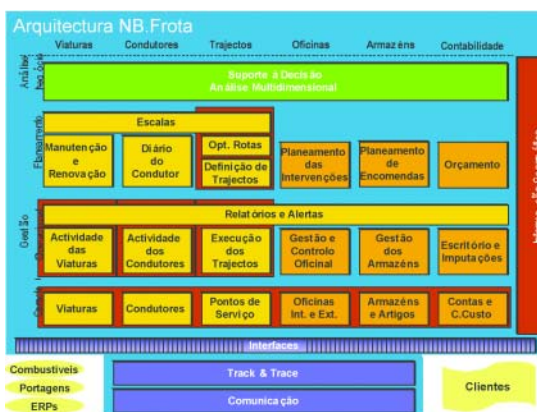 Arquitectura NB.Frota
Viaturas Condutores Trajectos Oficinas Armazéns Contabilidade
Análise
Negócio
Suporte à Decisão
Análise Multidimensional
Planeamento
Escalas
Manutenção
e
Renovação
Diário
do
Condutor
Opt. Rotas
Definição de
Trajectos
Planeamento
das
Intervenções
Planeamento
de
Encomendas
Orçamento
Gestão
Relatórios e Alertas
Actividade
das
Viaturas
Actividade
dos
Condutores
Execução
dos
Trajectos
Gestão e
Controlo
Oficinal
Gestão
dos
Armazéns
Escritório e
Imputações
Viaturas
Condutores
Pontos de
Serviço
Oficinas
Int. e Ext.
Armazéns
e Artigos
Contas e
C.Custo
Interfaces
Combustíveis
Portagens
ERPs
Track & Trace
Comunicação
Clientes